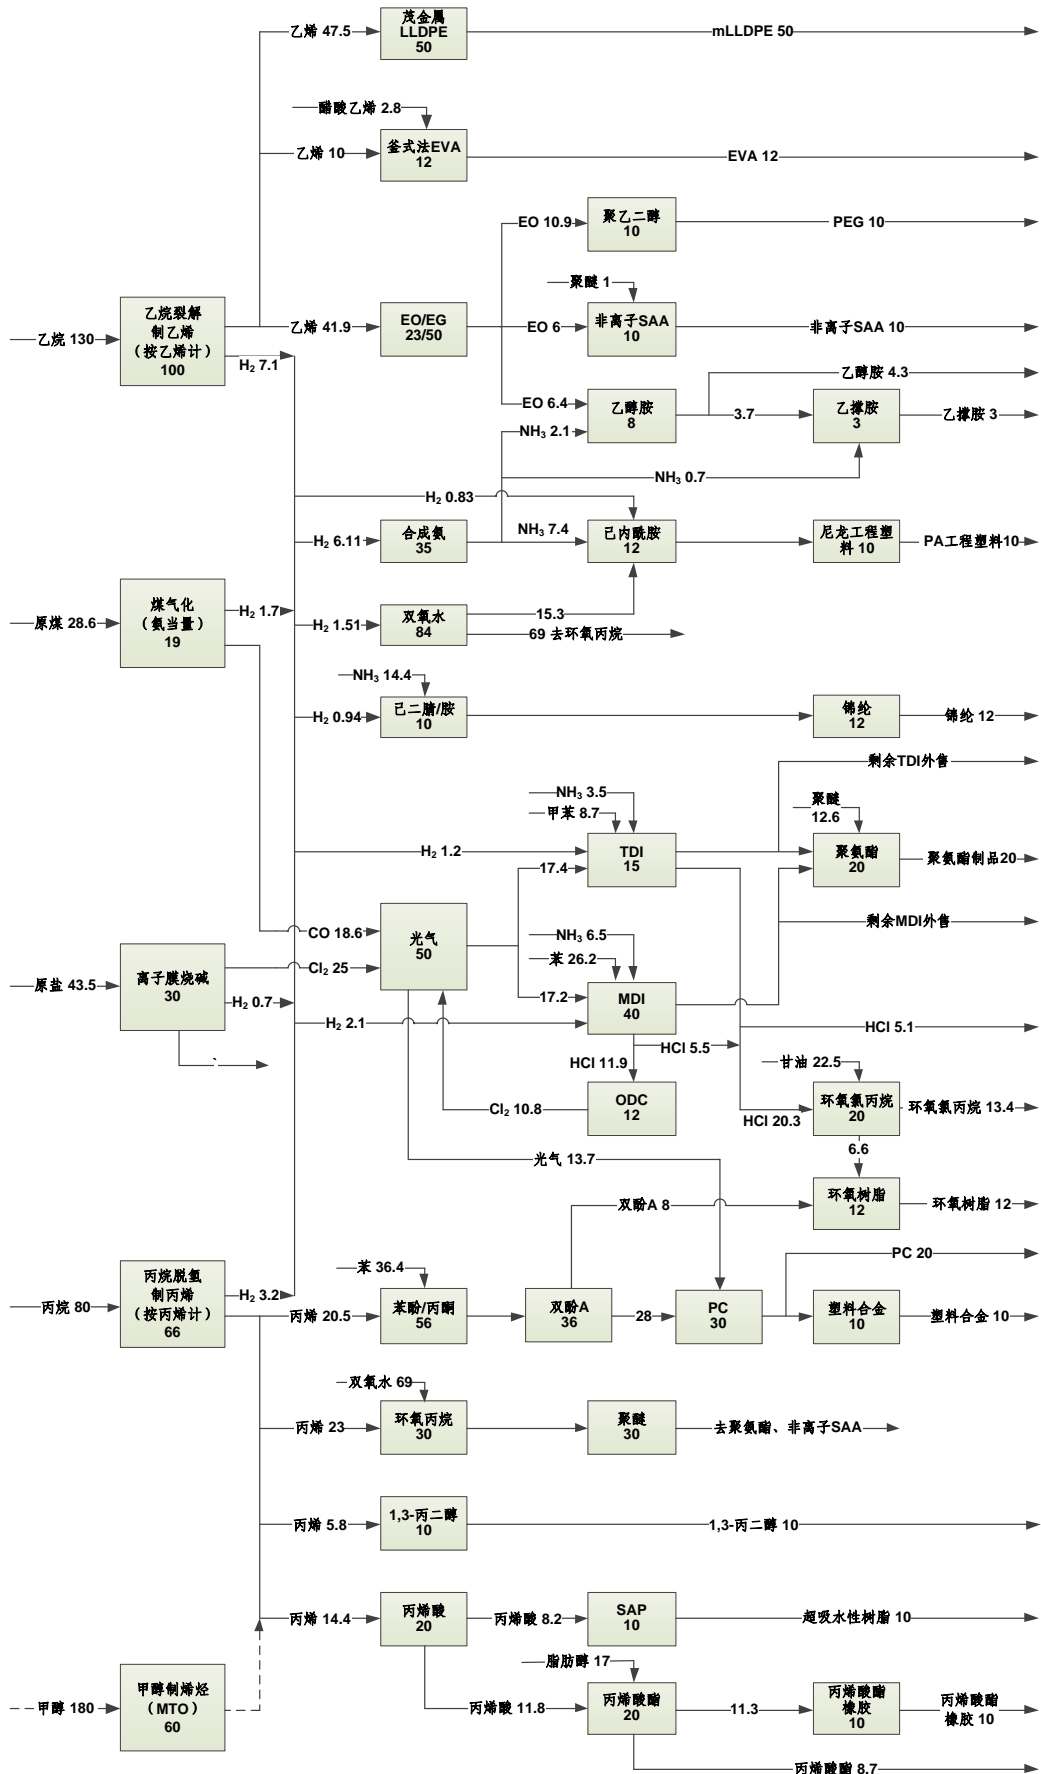 乙烯 47.5
茂金属
LLDPE
50
mLLDPE 50
醋酸乙烯 2.8
乙烯 10
釜式法EVA
12
EVA 12
EO 10.9
聚乙二醇
10
PEG 10
聚醚 1
乙烷 130
乙烷裂解
制乙烯
（按乙烯计）
100
乙烯 41.9
EO/EG
23/50
EO 6
非离子SAA
10
非离子SAA 10
H₂ 7.1
乙醇胺 4.3
EO 6.4
乙醇胺
8
3.7
乙撑胺
3
乙撑胺 3
NH₃ 2.1
NH₃ 0.7
H₂ 0.83
H₂ 6.11
合成氨
35
NH₃ 7.4
己内酰胺
12
尼龙工程塑
料 10
PA工程塑料10
原煤 28.6
煤气化
（氨当量）
19
H₂ 1.7
H₂ 1.51
双氧水
84
15.3
69 去环氧丙烷
NH₃ 14.4
H₂ 0.94
己二腈/胺
10
锦纶
12
锦纶 12
剩余TDI外售
NH₃ 3.5
甲苯 8.7
聚醚
12.6
H₂ 1.2
TDI
15
聚氨酯
20
聚氨酯制品20
17.4
CO 18.6
光气
50
剩余MDI外售
NH₃ 6.5
苯 26.2
原盐 43.5
离子膜烧碱
30
Cl₂ 25
H₂ 0.7
17.2
MDI
40
H₂ 2.1
HCl 5.1
HCl 5.5
HCl 11.9
甘油 22.5
Cl₂ 10.8
ODC
12
HCl 20.3
环氧氯丙烷
20
环氧氯丙烷 13.4
6.6
光气 13.7
双酚A 8
环氧树脂
12
环氧树脂 12
PC 20
丙烷 80
丙烷脱氢
制丙烯
（按丙烯计）
66
H₂ 3.2
苯 36.4
丙烯 20.5
苯酚/丙酮
56
双酚A
36
28
PC
30
塑料合金
10
塑料合金 10
双氧水 69
丙烯 23
环氧丙烷
30
聚醚
30
去聚氨酯、非离子SAA
丙烯 5.8
1,3-丙二醇
10
1,3-丙二醇 10
丙烯 14.4
丙烯酸
20
丙烯酸 8.2
SAP
10
超吸水性树脂 10
脂肪醇 17
甲醇 180
甲醇制烯烃
（MTO）
60
丙烯酸 11.8
丙烯酸酯
20
11.3
丙烯酸酯
橡胶
10
丙烯酸酯
橡胶 10
丙烯酸酯 8.7